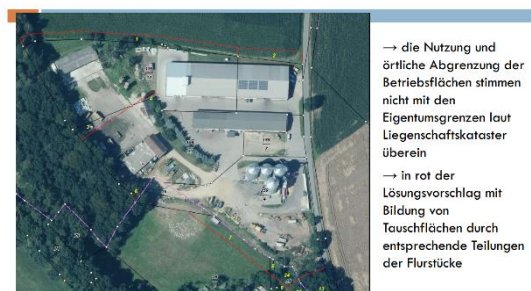 → die Nutzung und
örtliche Abgrenzung der
Betriebsflächen stimmen
nicht mit den
Eigentumsgrenzen laut
Liegenschaftskataster
überein
→ in rot der
Lösungsvorschlag mit
Bildung von
Tauschflächen durch
entsprechende Teilungen
der Flurstücke